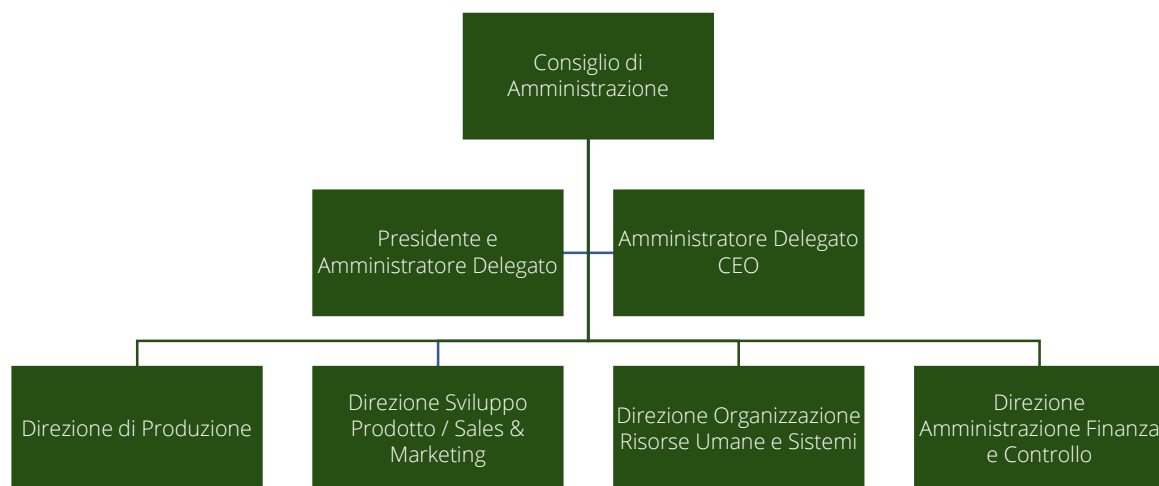 Consiglio di
Amministrazione
Presidente e
Amministratore Delegato
Amministratore Delegato
CEO
Direzione di Produzione
Direzione Sviluppo
Prodotto / Sales &
Marketing
Direzione Organizzazione
Risorse Umane e Sistemi
Direzione
Amministrazione Finanza
e Controllo